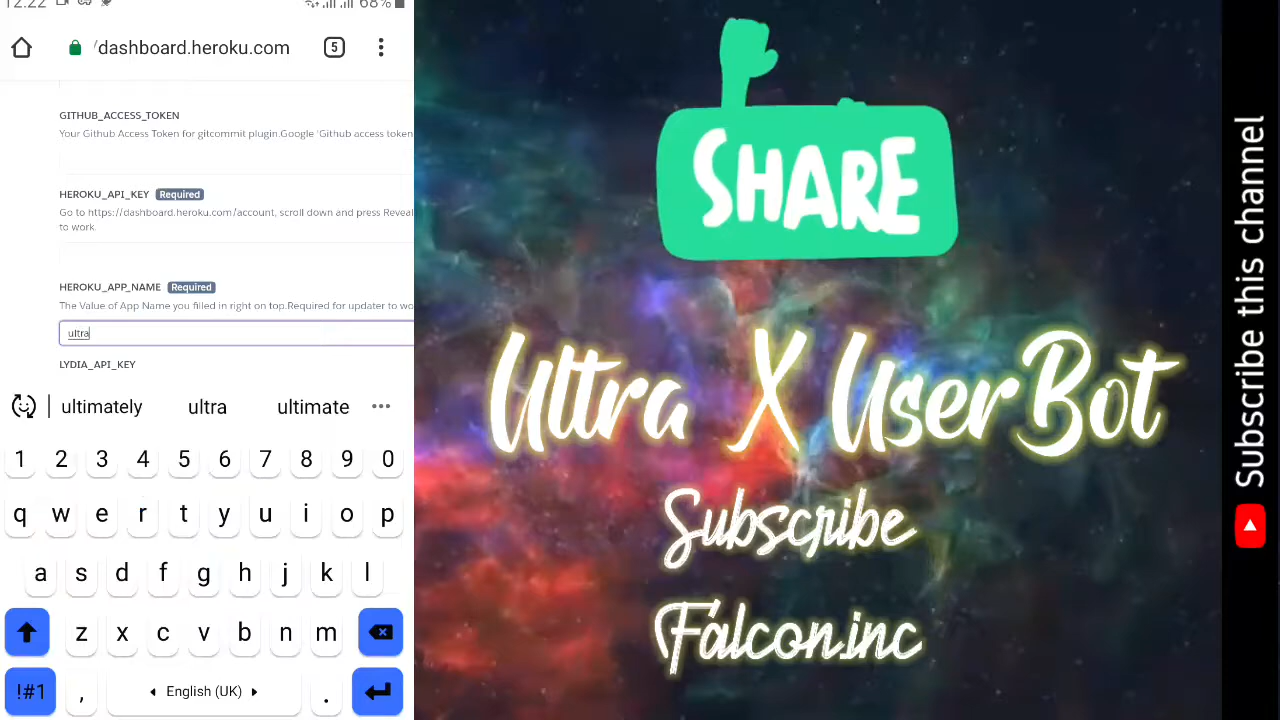 12.22
68%
/dashboard.heroku.com
5
GITHUB_ACCESS_TOKEN
Your Github Access Token for gitcommit plugin.Google 'Github access token
HEROKU_API_KEY Required
Go to https://dashboard.heroku.com/account, scroll down and press Reveal
to work.
HEROKU_APP_NAME Required
The Value of App Name you filled in right on top.Required for updater to wo
ultra
LYDIA_API_KEY
ultimately ultra ultimate
1 2 3 4 5 6 7 8 9 0
q w e r t y u i o p
a s d f g h j k l
z x c v b n m
!#1 , English (UK) .
SHARE
Ultra X UserBot
Subscribe
Falcon.inc
Subscribe this channel